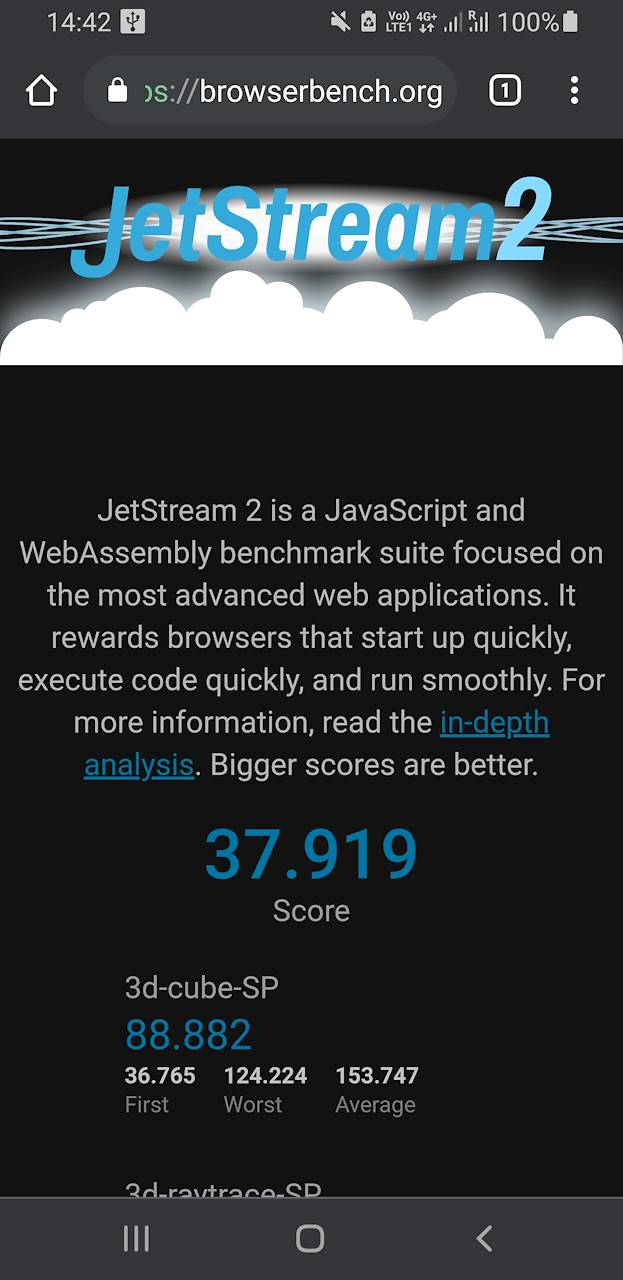 14:42 Vo)) LTE1 4G+ R 100%
ps://browserbench.org 1
JetStream2
JetStream 2 is a JavaScript and
WebAssembly benchmark suite focused on
the most advanced web applications. It
rewards browsers that start up quickly,
execute code quickly, and run smoothly. For
more information, read the in-depth
analysis. Bigger scores are better.
37.919
Score
3d-cube-SP
88.882
36.765 124.224 153.747
First Worst Average
3d-raytrace-SP